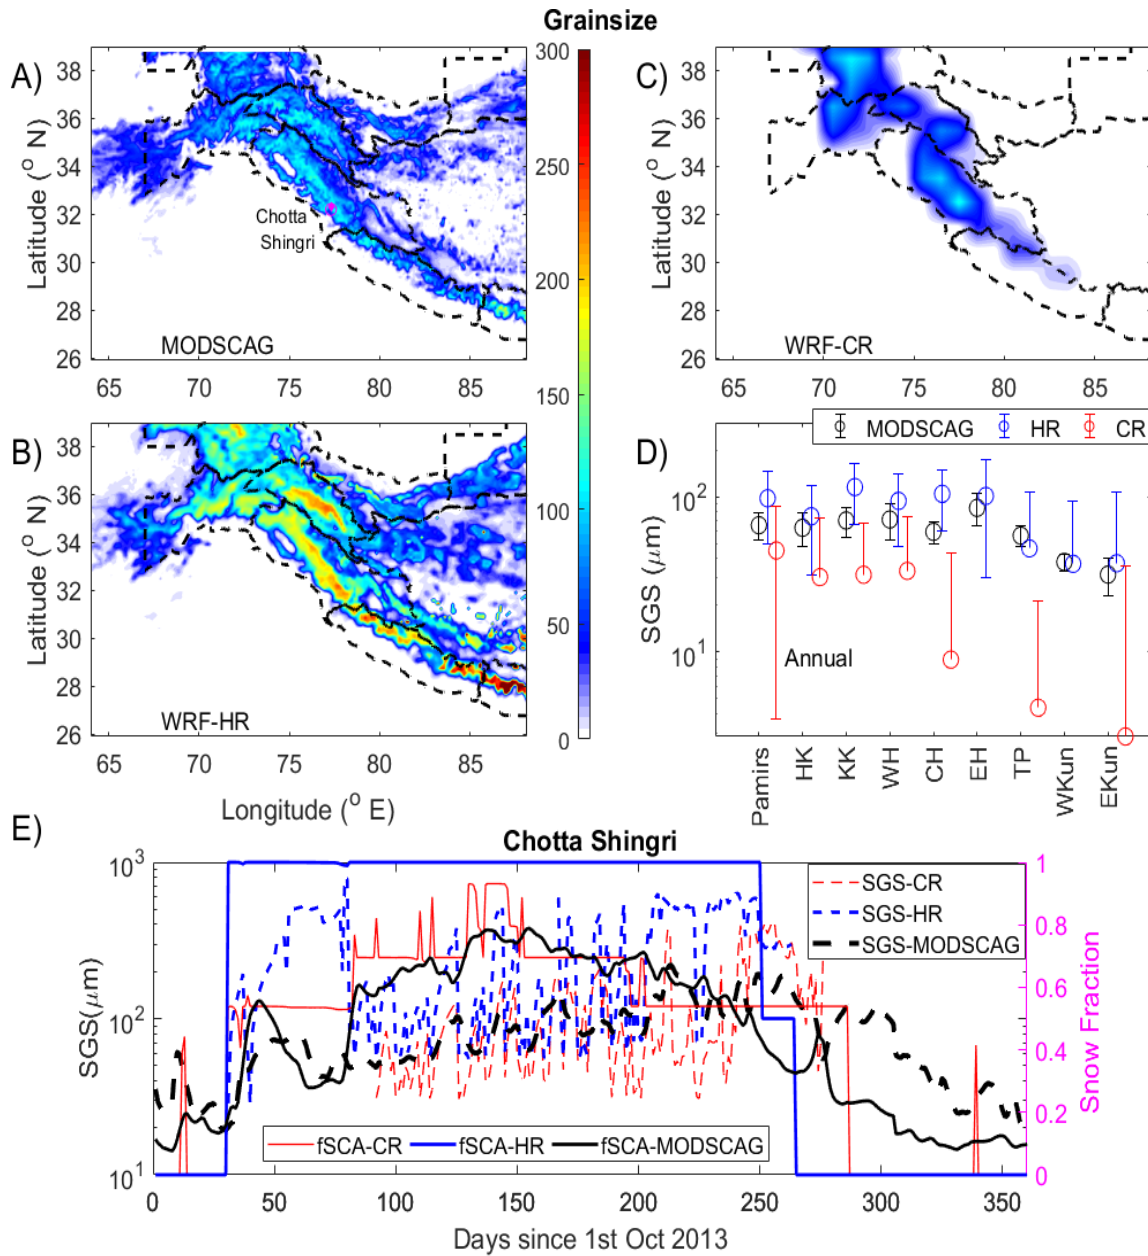 Grainsize
A)
38
36
34
32
30
28
26
Latitude (° N)
Chotta
Shingri
MODSCAG
65 70 75 80 85
300
250
200
150
100
50
0
C)
38
36
34
32
30
28
26
Latitude (° N)
WRF-CR
65 70 75 80 85
B)
38
36
34
32
30
28
26
Latitude (° N)
WRF-HR
65 70 75 80 85
Longitude (° E)
MODSCAG HR CR
D)
10²
10¹
SGS (μm)
Annual
Pamirs HK KK WH CH EH TP WKun EKun
E)
Chotta Shingri
10³
10²
10¹
SGS(μm)
SGS-CR
SGS-HR
SGS-MODSCAG
fSCA-CR fSCA-HR fSCA-MODSCAG
1
0.8
0.6
0.4
0.2
0
Snow Fraction
0 50 100 150 200 250 300 350
Days since 1st Oct 2013